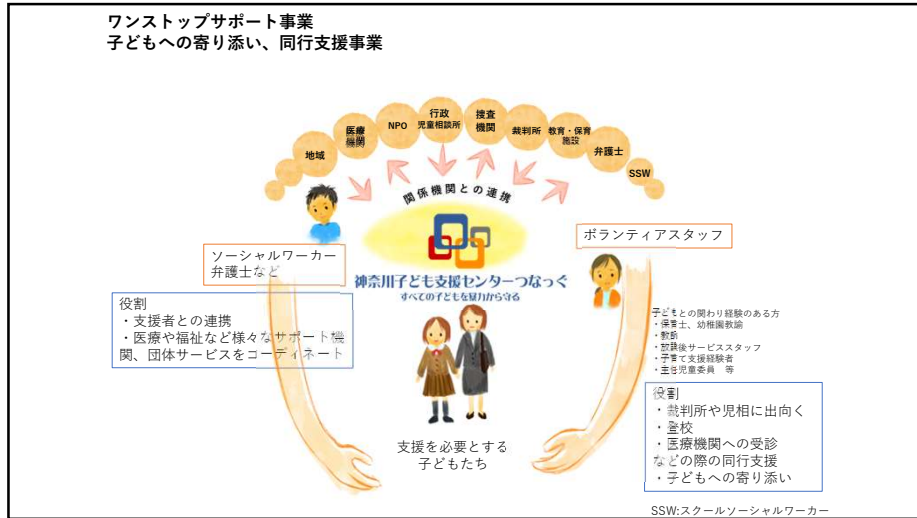 ワンストップサポート事業
子どもへの寄り添い、同行支援事業
地域
医療
機関
NPO
行政
児童相談所
捜査
機関
裁判所
教育・保育
施設
弁護士
SSW
関係機関との連携
神奈川子ども支援センターつなっぐ
すべての子どもを暴力から守る
ソーシャルワーカー
弁護士など
役割
・支援者との連携
・医療や福祉など様々なサポート機
関、団体サービスをコーディネート
ボランティアスタッフ
子どもとの関わり経験のある方
・保育士、幼稚園教諭
・教師
・放課後サービススタッフ
・子育て支援経験者
・主任児童委員 等
役割
・裁判所や児相に出向く
・登校
・医療機関への受診
などの際の同行支援
・子どもへの寄り添い
支援を必要とする
子どもたち
SSW:スクールソーシャルワーカー